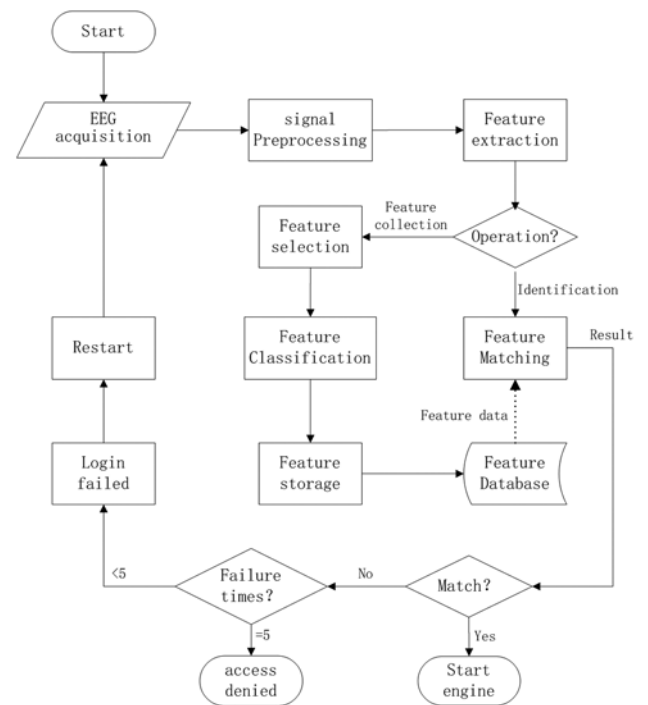 Start
EEG
acquisition
signal
Preprocessing
Feature
extraction
Feature
collection
Operation?
Feature
selection
Identification
Restart
Feature
Classification
Feature
Matching
Result
Feature data
Login
failed
Feature
storage
Feature
Database
<5
Failure
times?
No
Match?
=5
Yes
access
denied
Start
engine